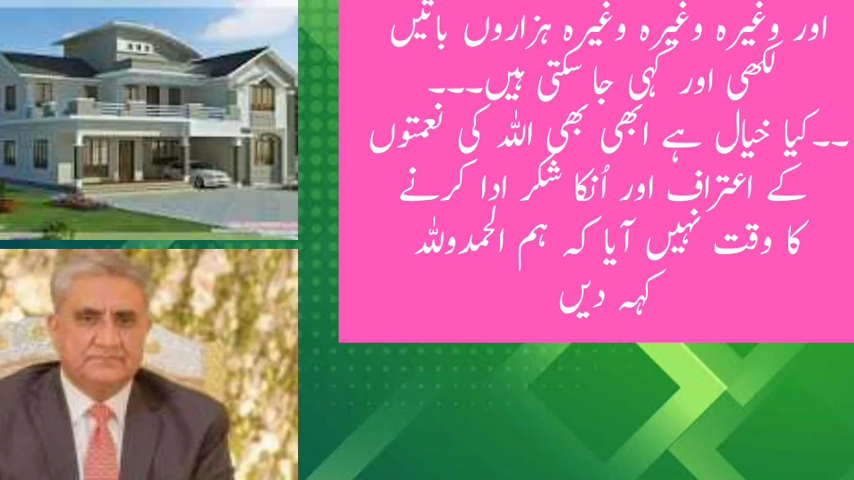 اور وغیرہ وغیرہ وغیرہ ہزاروں باتیں
لکھی اور کہی جا سکتی ہیں۔۔۔
۔۔کیا خیال ہے ابھی بھی اللہ کی نعمتوں
کے اعتراف اور اُنکا شکر ادا کرنے
کا وقت نہیں آیا کہ ہم الحمدوللہ
کہہ دیں